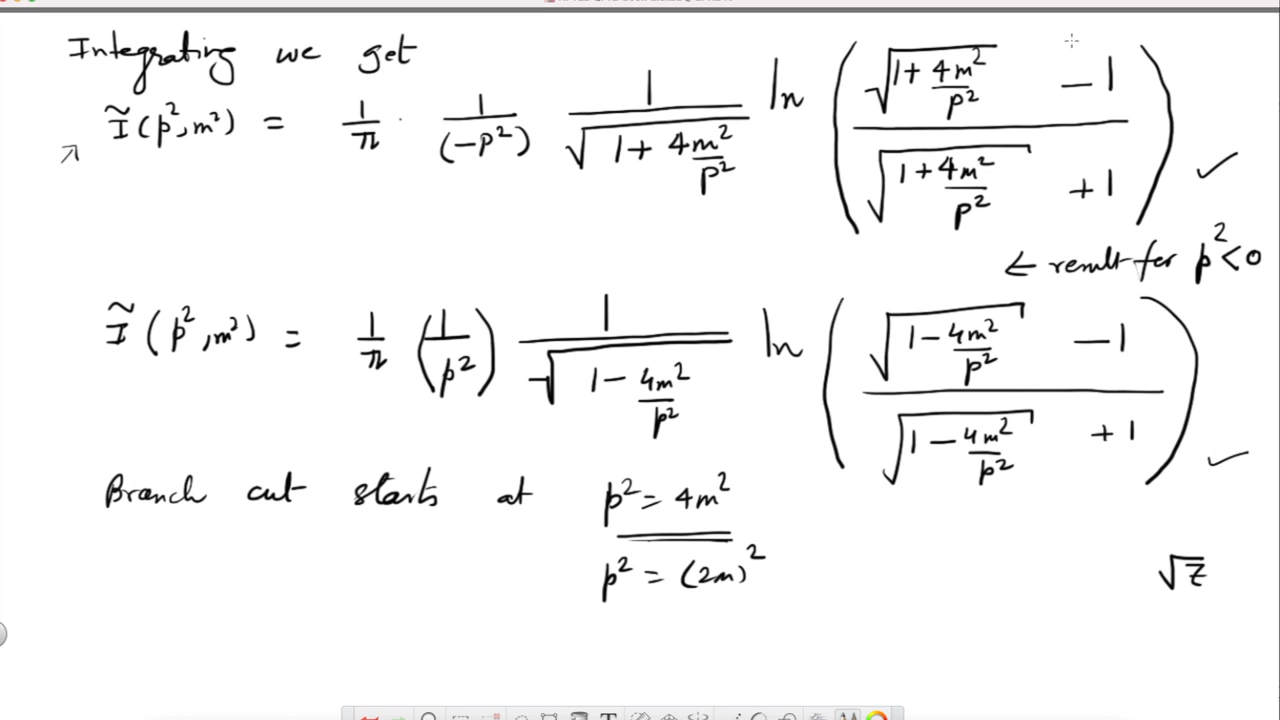 Integrating we get
Ĩ(p²,m²) = 1/π · 1/(-p²) 1/√(1+4m²/p²) ln ( (√(1+4m²/p²) - 1) / (√(1+4m²/p²) + 1) ) ✓
← result for p² < 0
Ĩ(p²,m²) = 1/π (1/p²) 1/√(1-4m²/p²) ln ( (√(1-4m²/p²) - 1) / (√(1-4m²/p²) + 1) ) ✓
Branch cut starts at p² = 4m²
p² = (2m)²
√z